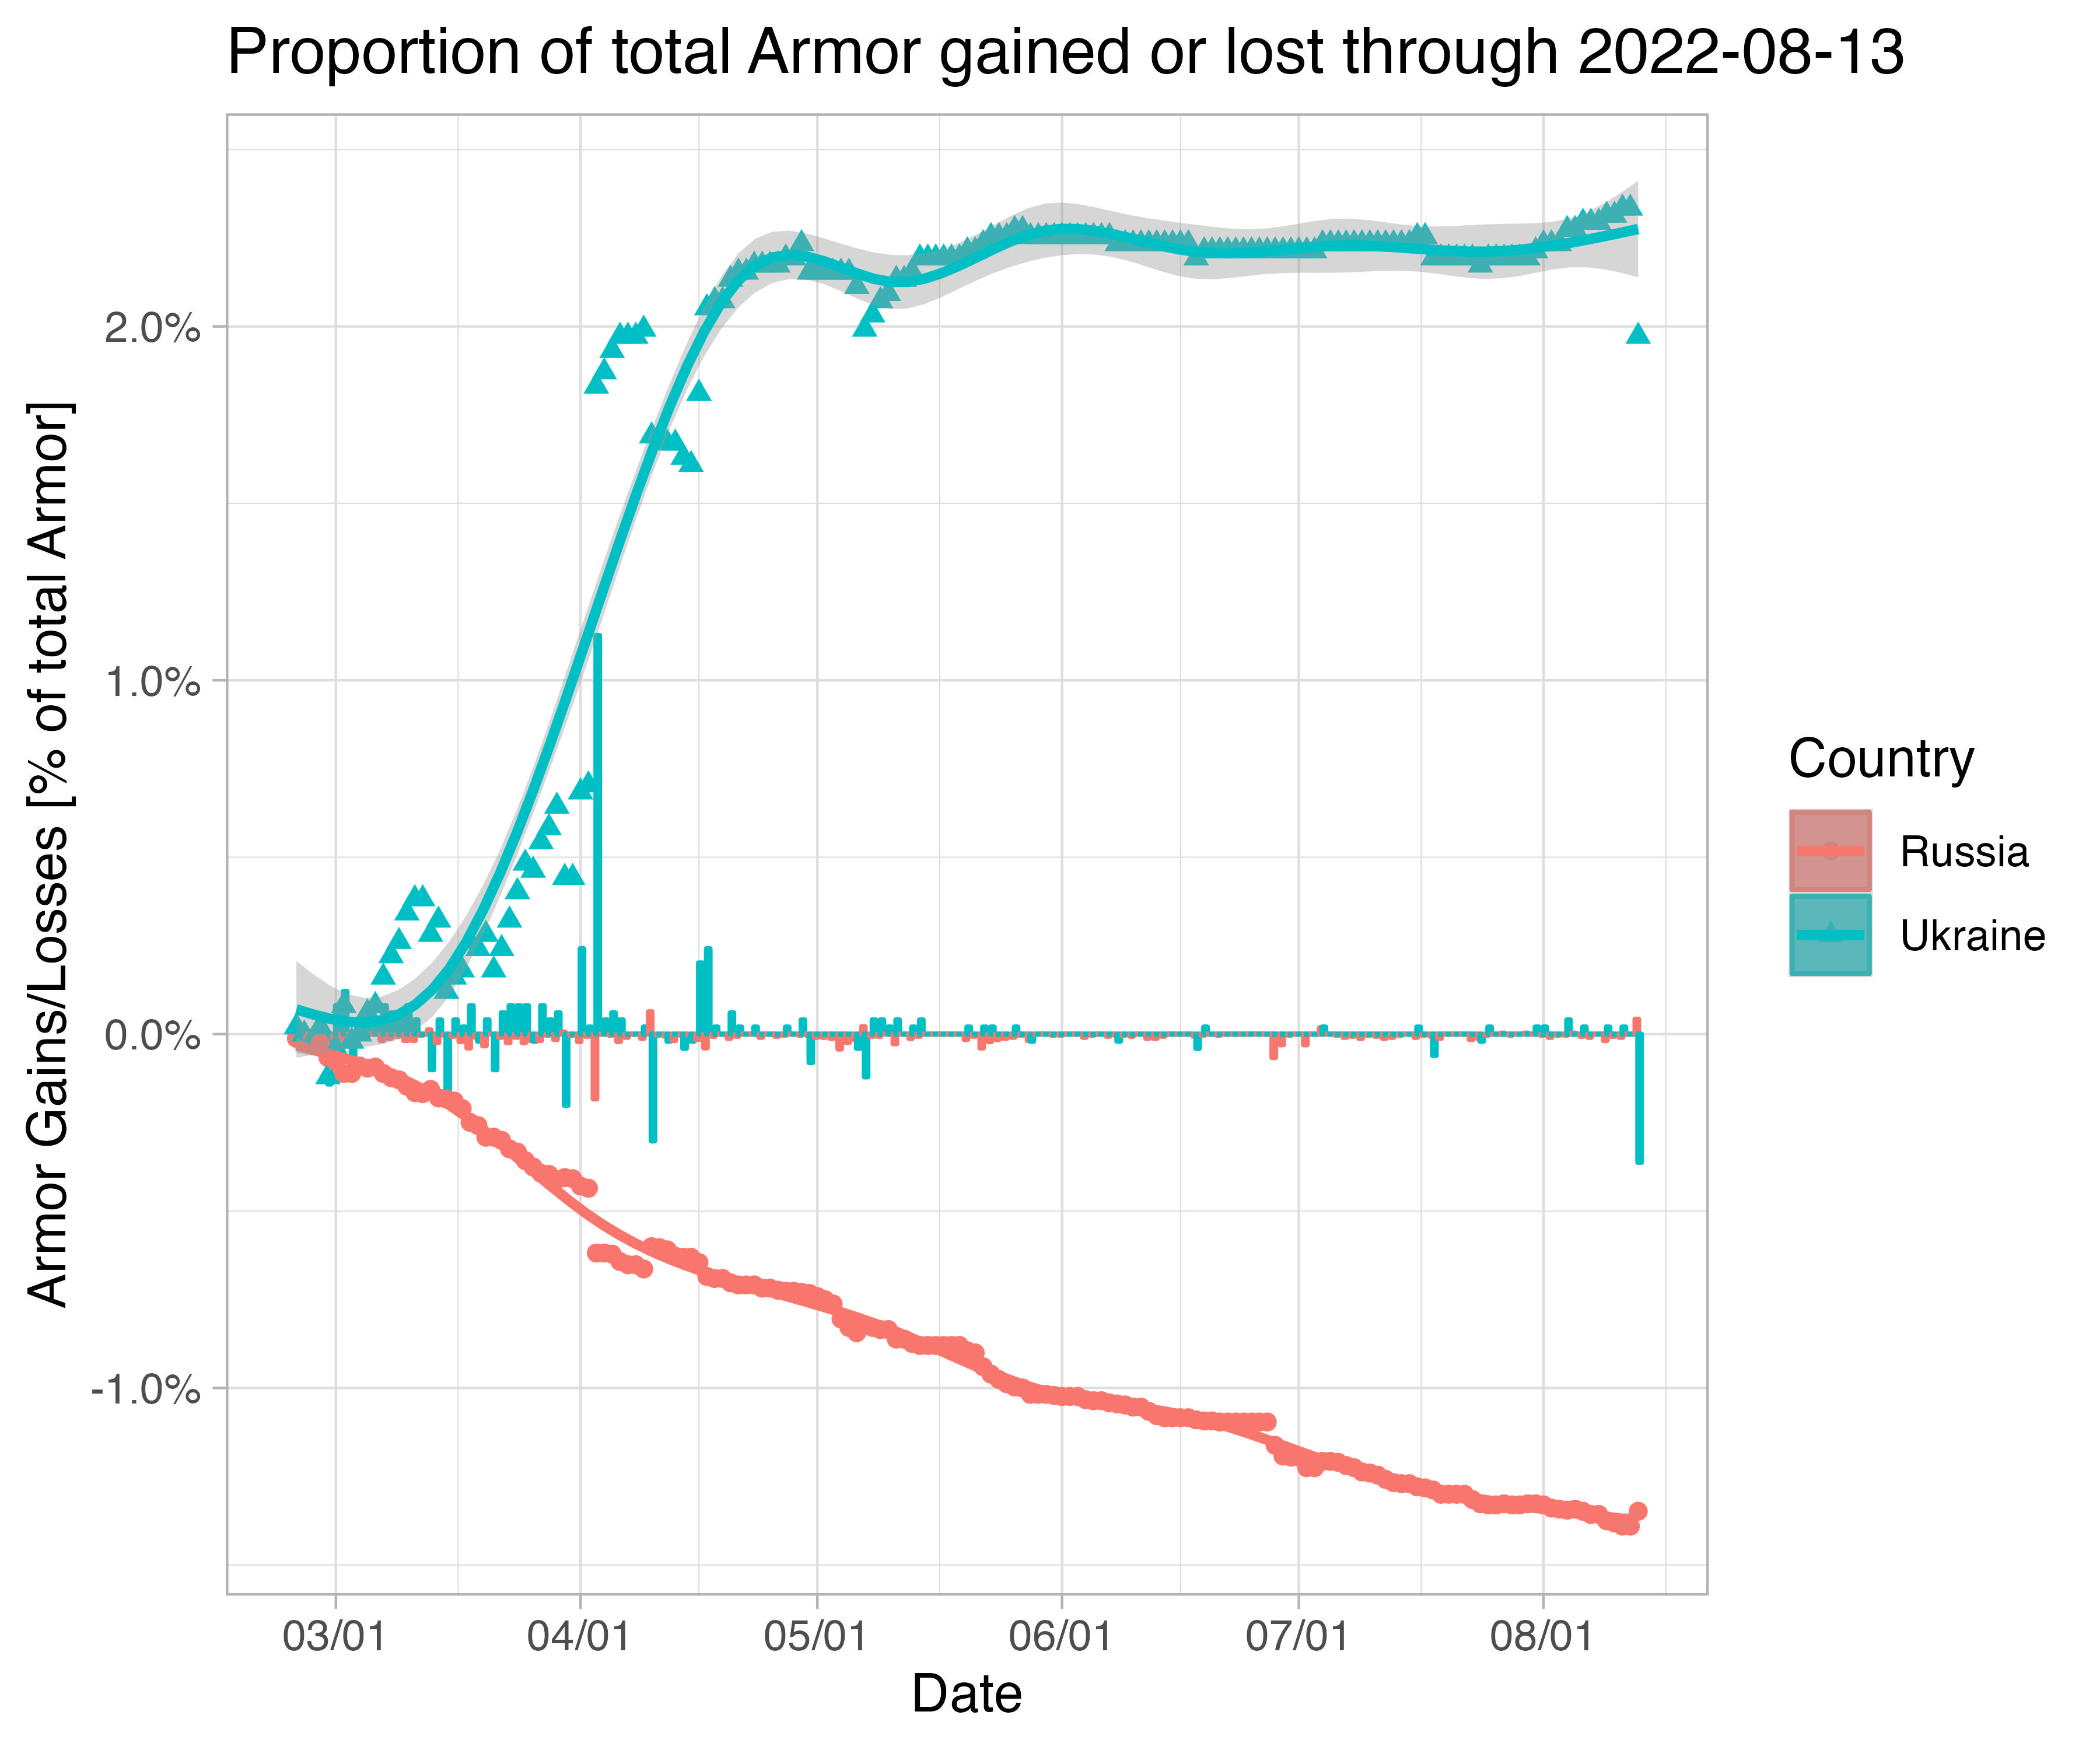 Proportion of total Armor gained or lost through 2022-08-13
Armor Gains/Losses [% of total Armor]
2.0%
1.0%
0.0%
-1.0%
03/01
04/01
05/01
06/01
07/01
08/01
Date
Country
Russia
Ukraine